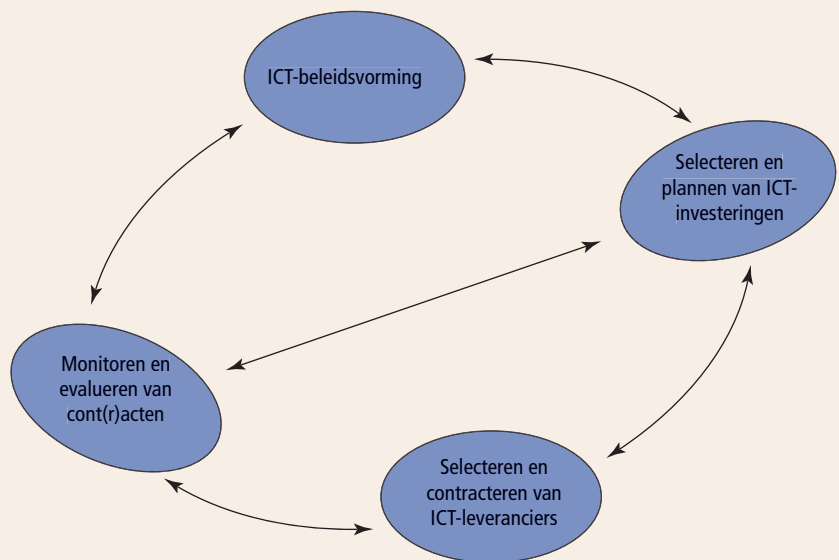 ICT-beleidsvorming
Selecteren en
plannen van ICT-
investeringen
Monitoren en
evalueren van
cont(r)acten
Selecteren en
contracteren van
ICT-leveranciers